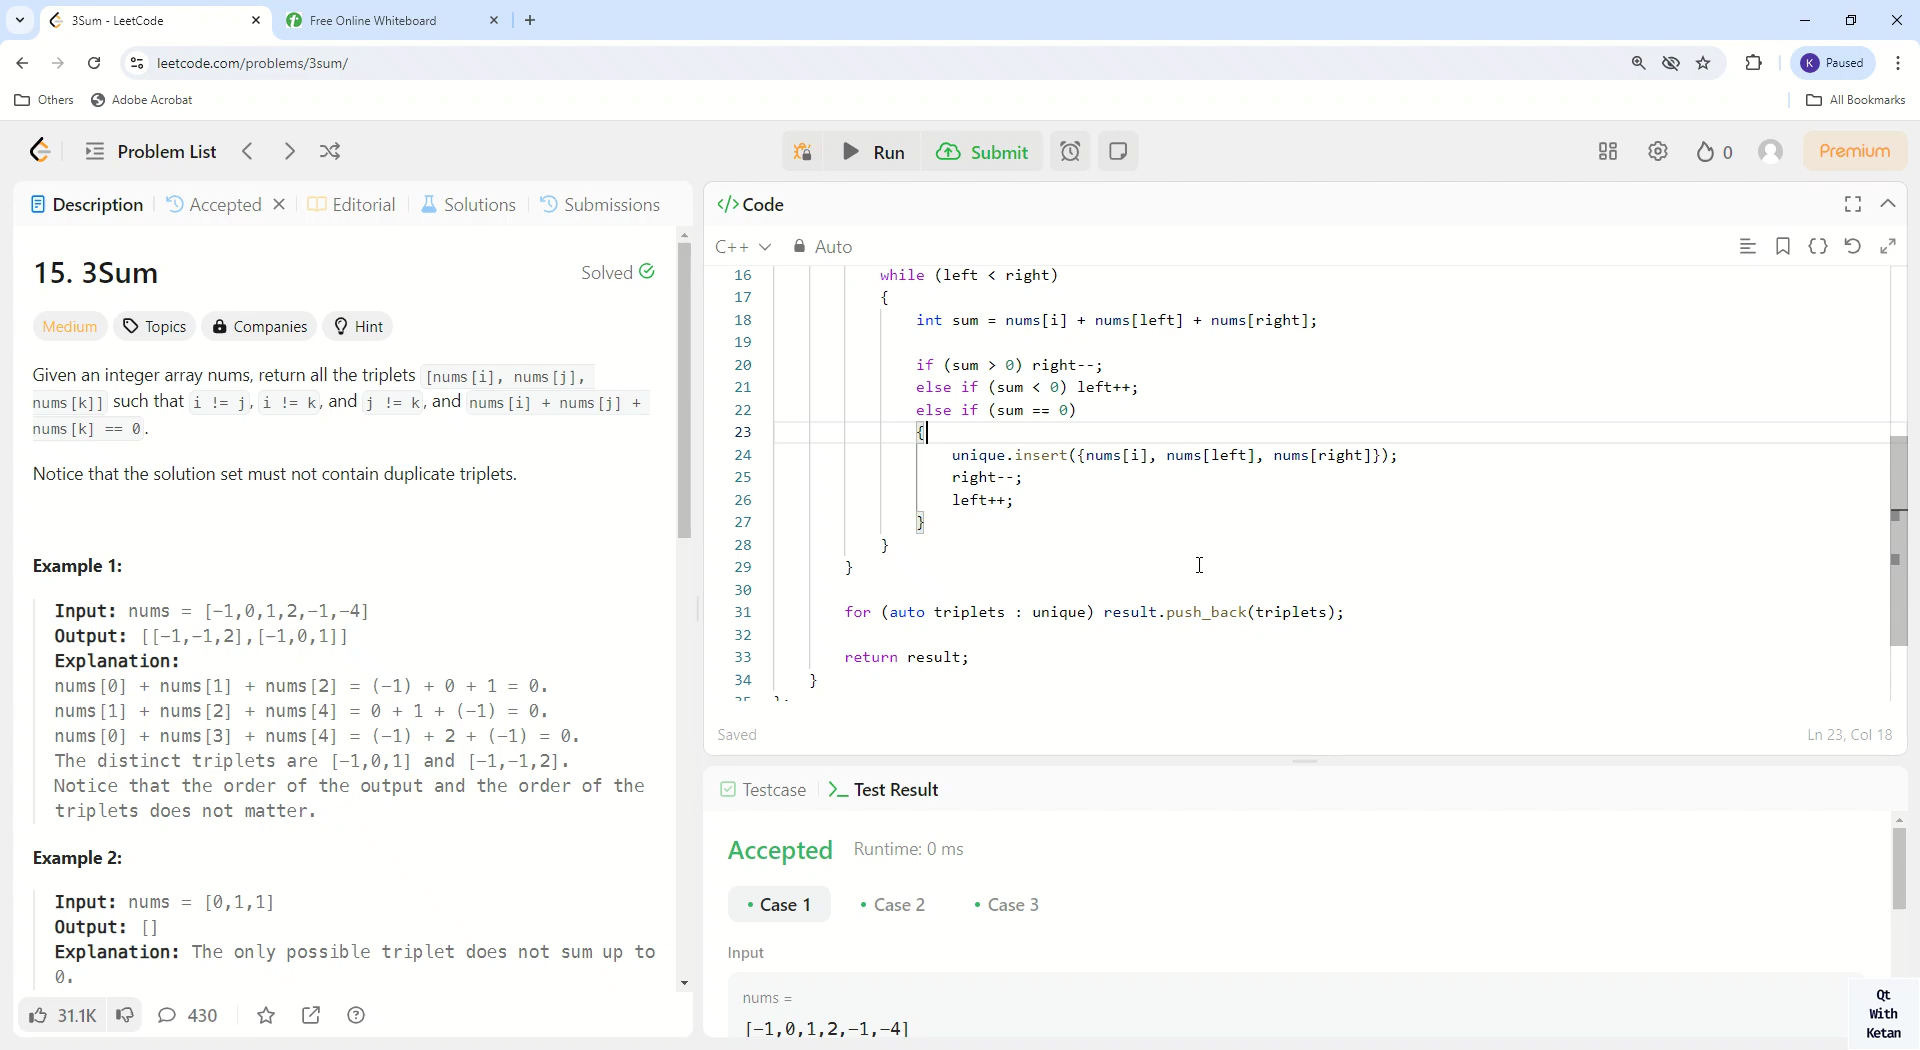 3Sum - LeetCode
Free Online Whiteboard
leetcode.com/problems/3sum/
K Paused
Others
Adobe Acrobat
All Bookmarks
Problem List
Run
Submit
0
Premium
Description
Accepted
Editorial
Solutions
Submissions
15. 3Sum
Solved
Medium
Topics
Companies
Hint
Given an integer array nums, return all the triplets [nums[i], nums[j],
nums[k]] such that i != j, i != k, and j != k, and nums[i] + nums[j] +
nums[k] == 0.
Notice that the solution set must not contain duplicate triplets.
Example 1:
Input: nums = [-1,0,1,2,-1,-4]
Output: [[-1,-1,2],[-1,0,1]]
Explanation:
nums[0] + nums[1] + nums[2] = (-1) + 0 + 1 = 0.
nums[1] + nums[2] + nums[4] = 0 + 1 + (-1) = 0.
nums[0] + nums[3] + nums[4] = (-1) + 2 + (-1) = 0.
The distinct triplets are [-1,0,1] and [-1,-1,2].
Notice that the order of the output and the order of the
triplets does not matter.
Example 2:
Input: nums = [0,1,1]
Output: []
Explanation: The only possible triplet does not sum up to
0.
31.1K
430
</> Code
C++
Auto
16 while (left < right)
17 {
18 int sum = nums[i] + nums[left] + nums[right];
19
20 if (sum > 0) right--;
21 else if (sum < 0) left++;
22 else if (sum == 0)
23 {
24 unique.insert({nums[i], nums[left], nums[right]});
25 right--;
26 left++;
27 }
28 }
29 }
30
31 for (auto triplets : unique) result.push_back(triplets);
32
33 return result;
34 }
35 };
Saved
Ln 23, Col 18
Testcase
Test Result
Accepted
Runtime: 0 ms
Case 1
Case 2
Case 3
Input
nums =
[-1,0,1,2,-1,-4]
Qt
With
Ketan